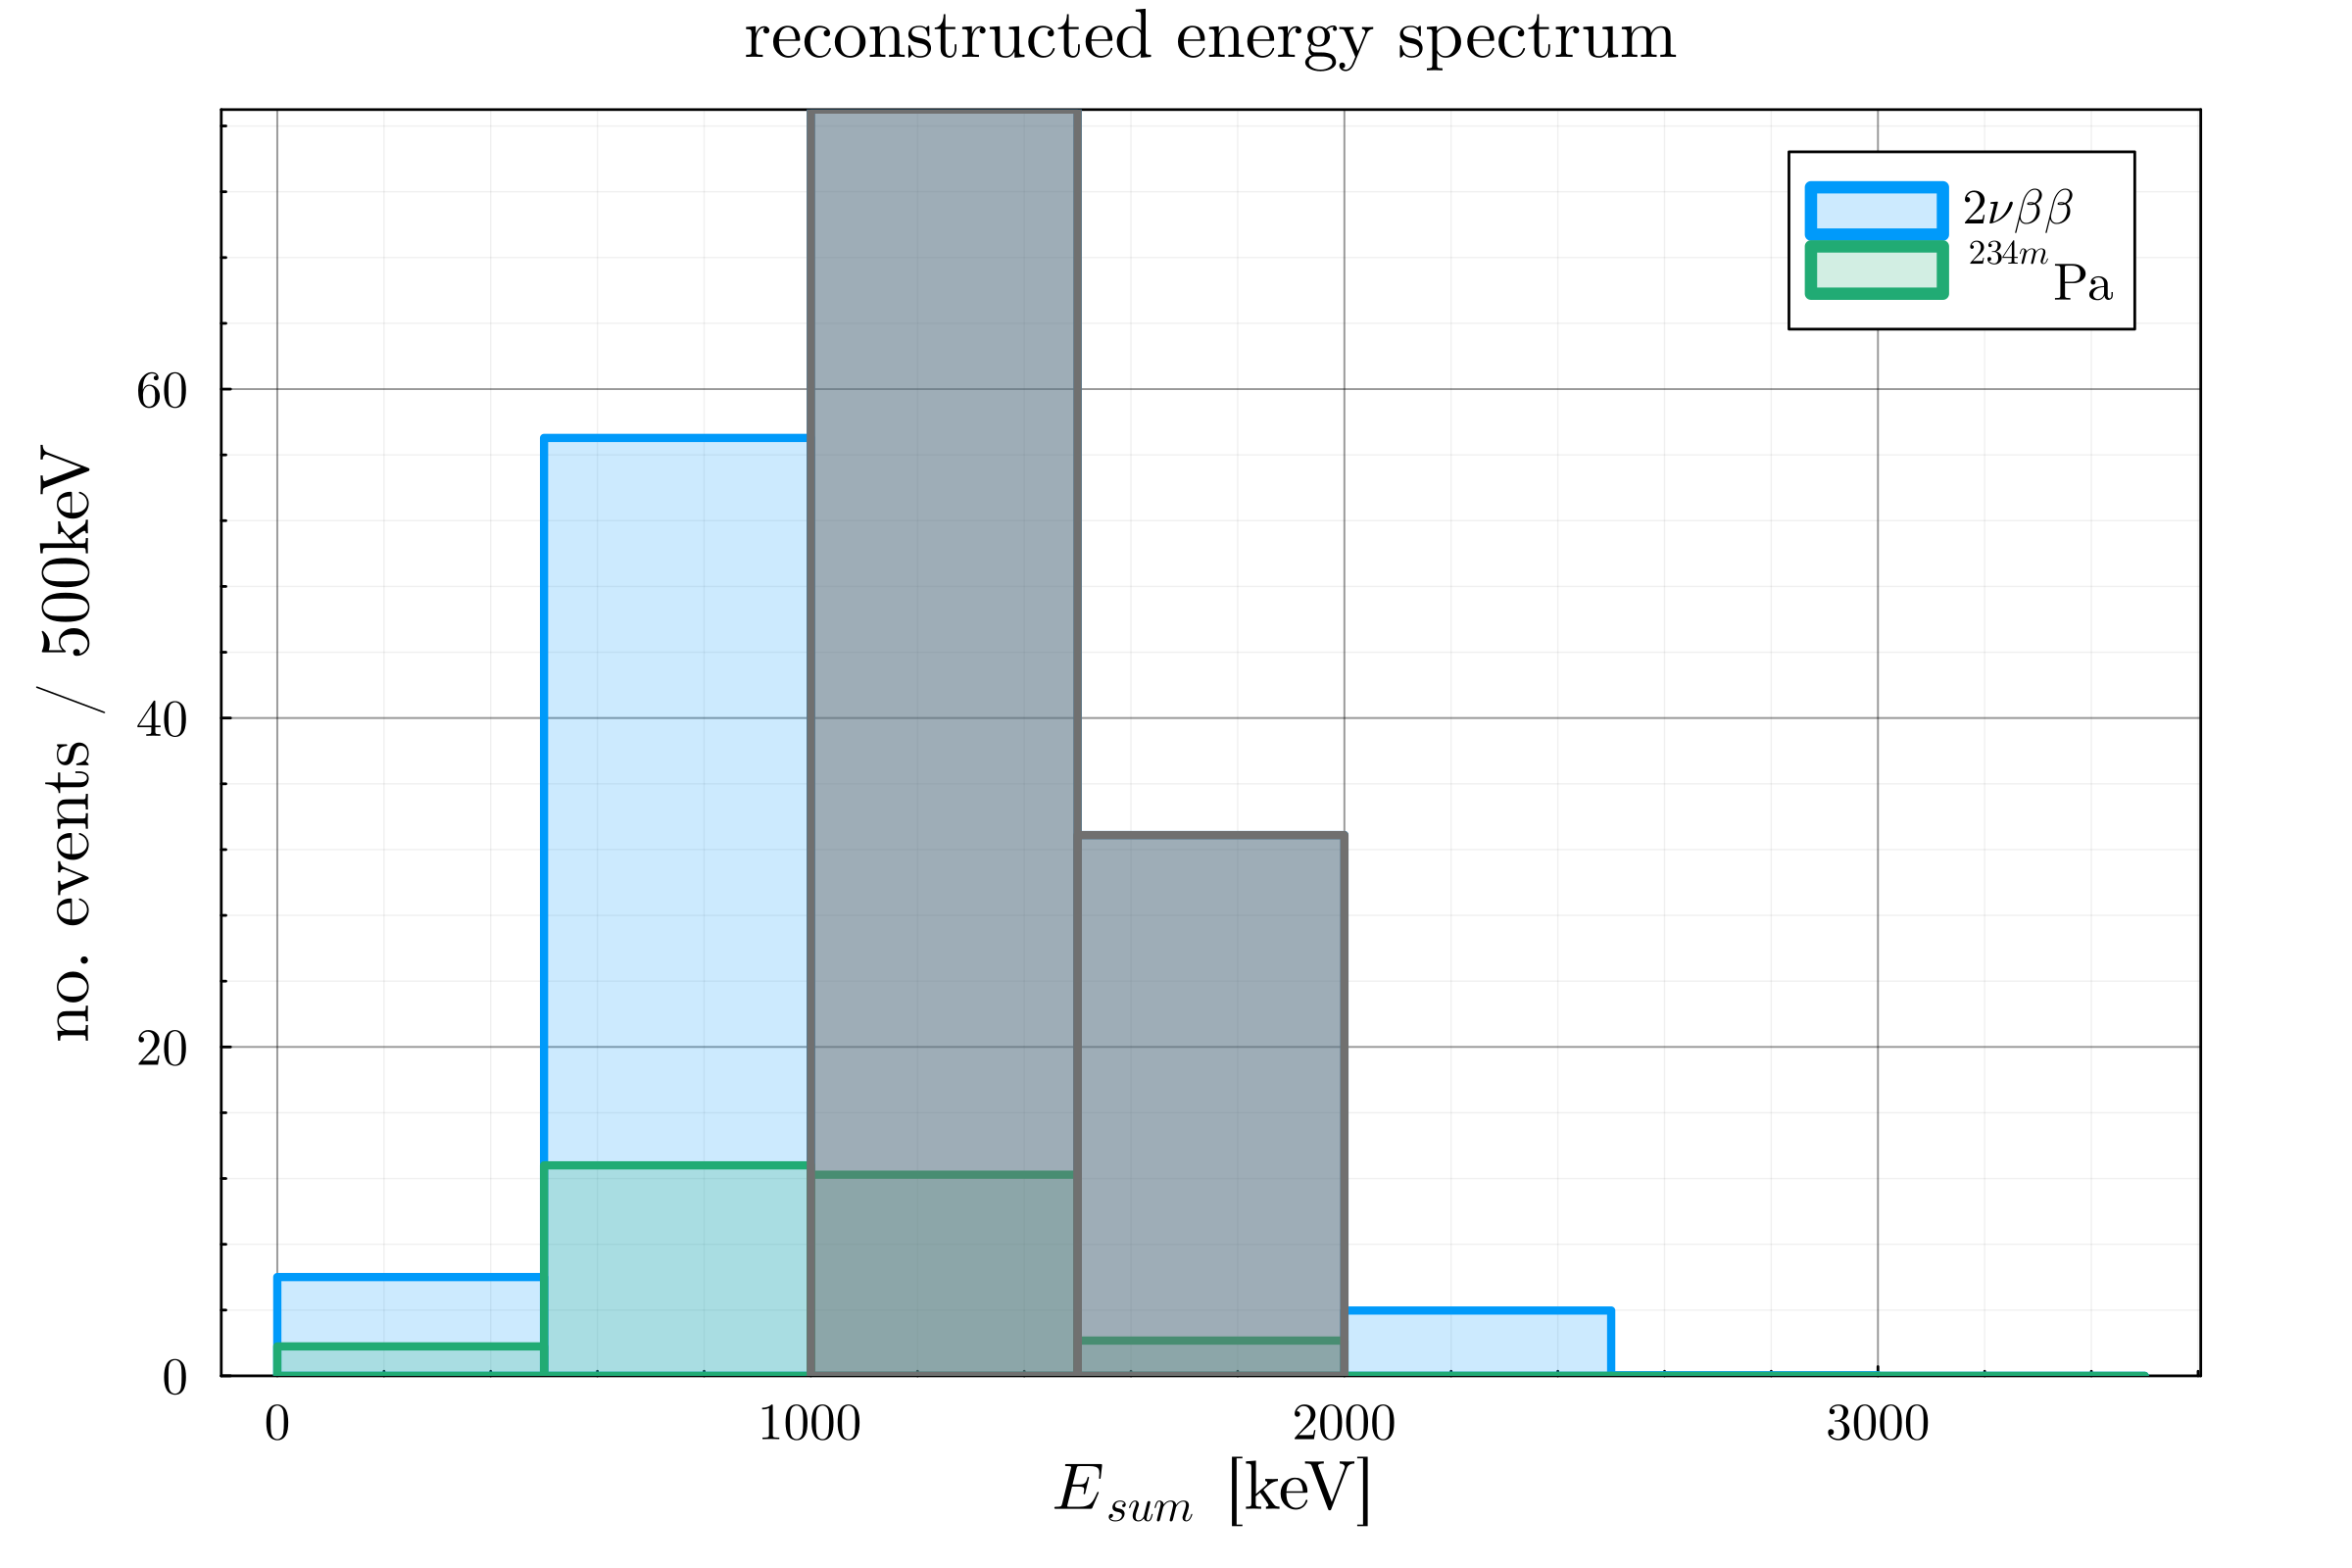 reconstructed energy spectrum
2νββ
²³⁴ᵐPa
no. events / 500keV
60
40
20
0
0 1000 2000 3000
E_sum [keV]